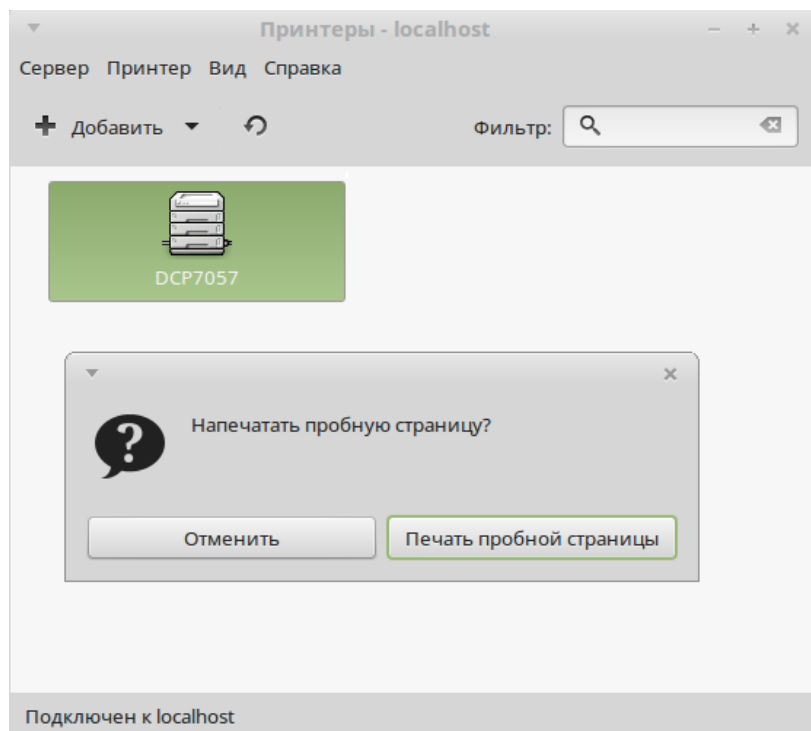 Принтеры - localhost
Сервер Принтер Вид Справка
Добавить Фильтр:
DCP7057
Напечатать пробную страницу?
Отменить Печать пробной страницы
Подключен к localhost